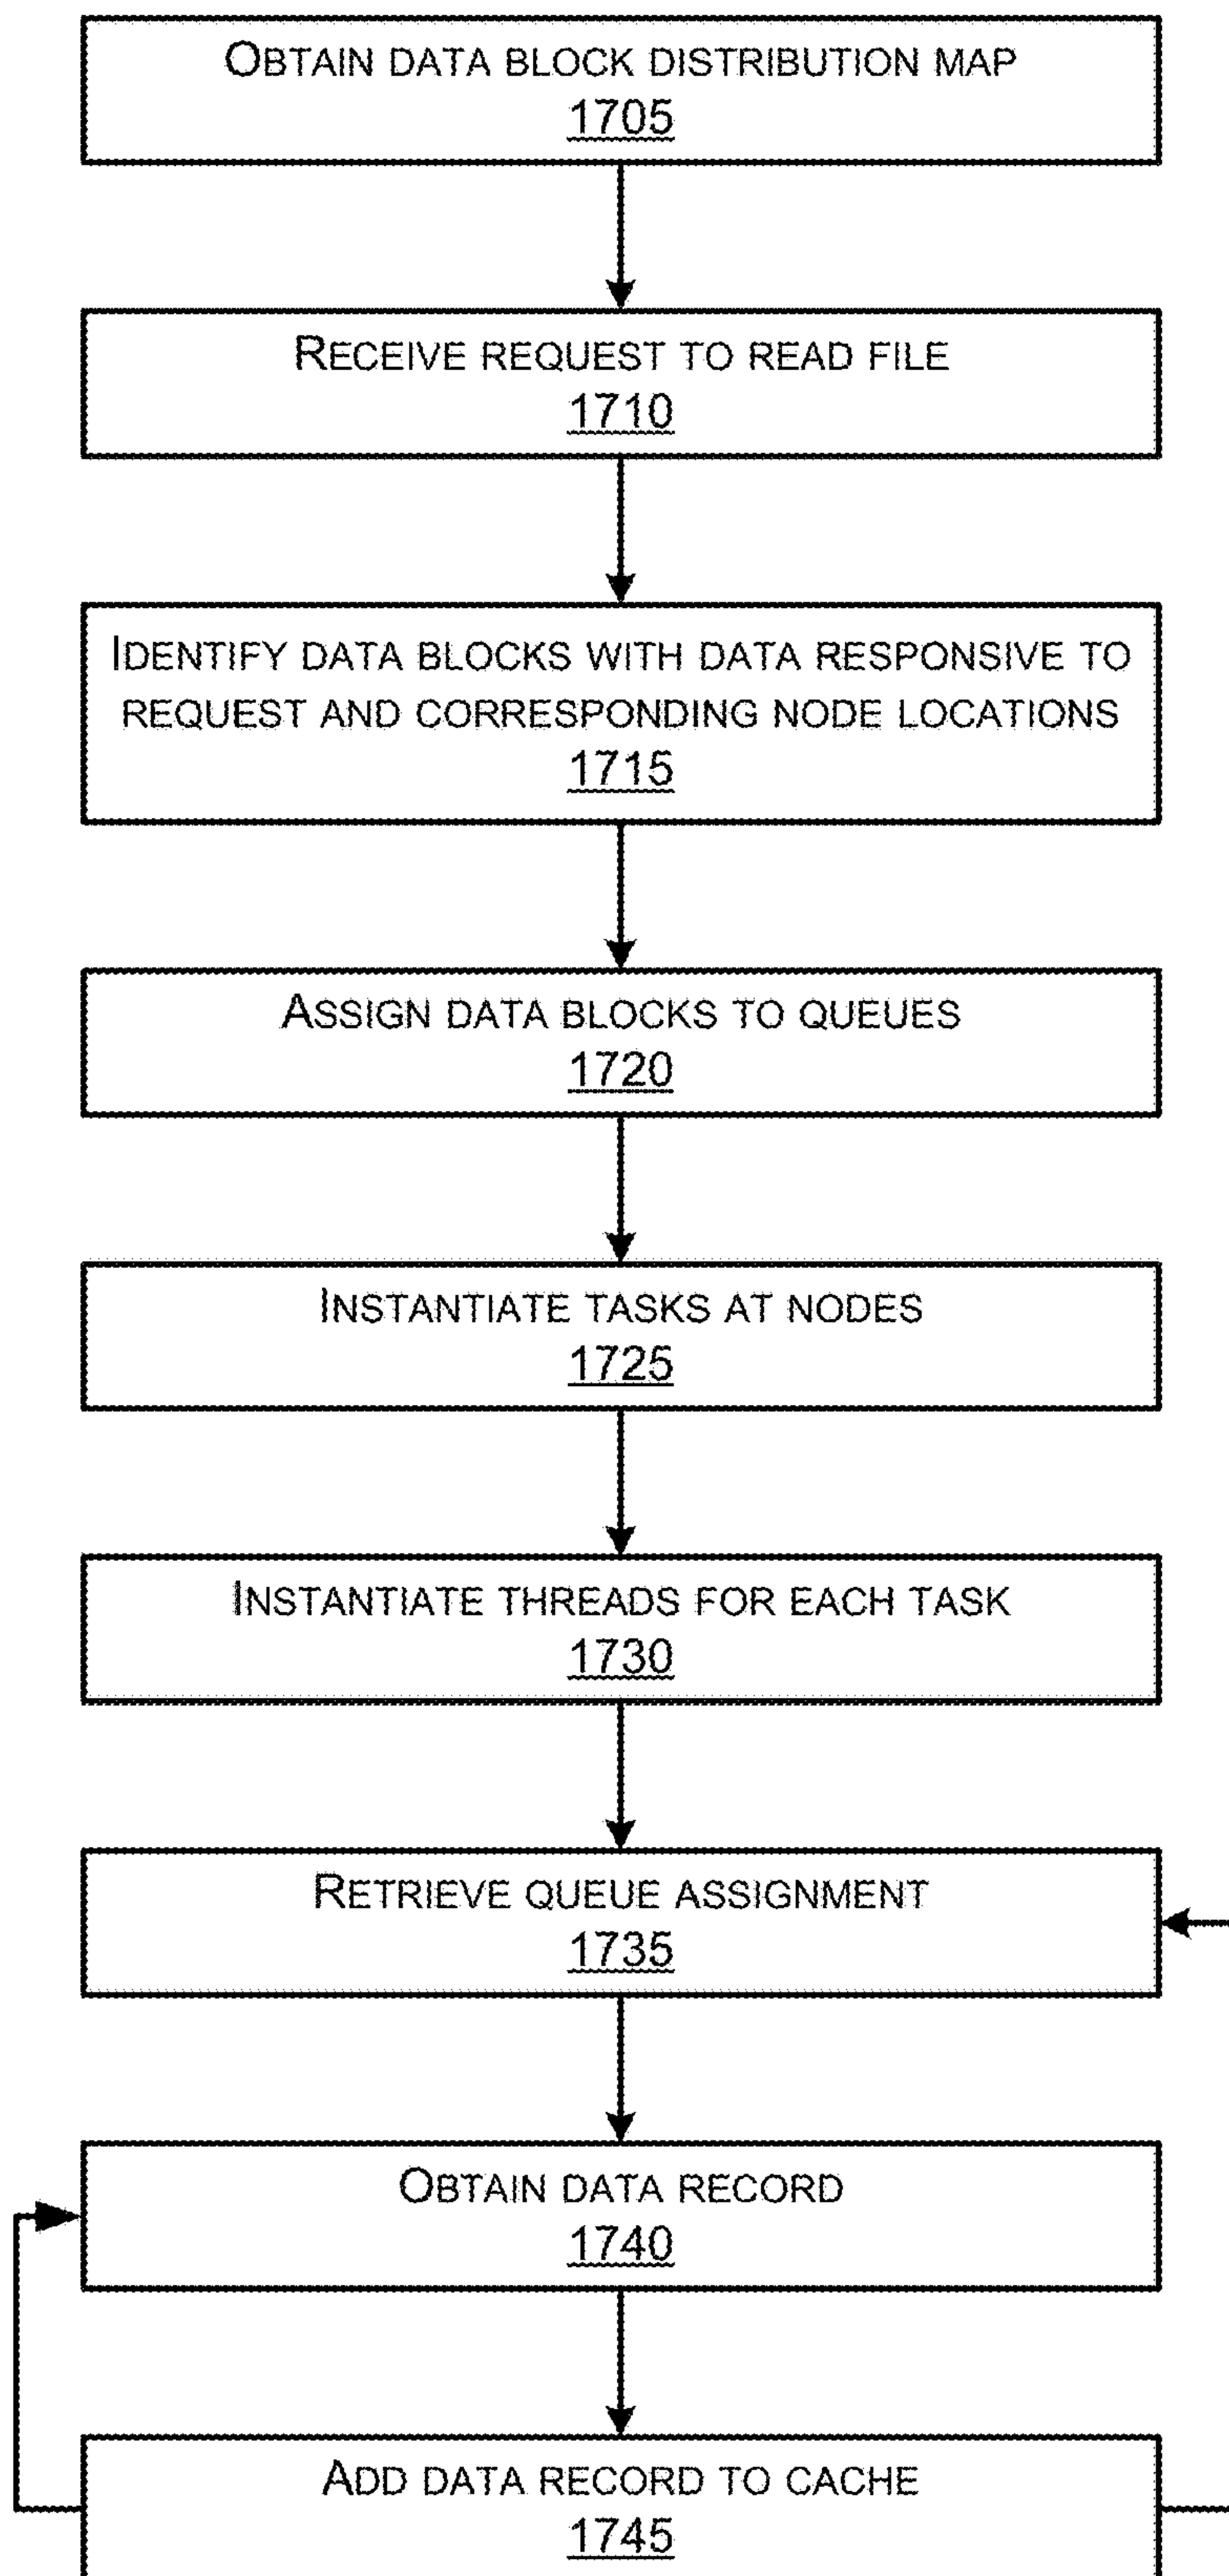 OBTAIN DATA BLOCK DISTRIBUTION MAP
1705
RECEIVE REQUEST TO READ FILE
1710
IDENTIFY DATA BLOCKS WITH DATA RESPONSIVE TO
REQUEST AND CORRESPONDING NODE LOCATIONS
1715
ASSIGN DATA BLOCKS TO QUEUES
1720
INSTANTIATE TASKS AT NODES
1725
INSTANTIATE THREADS FOR EACH TASK
1730
RETRIEVE QUEUE ASSIGNMENT
1735
OBTAIN DATA RECORD
1740
ADD DATA RECORD TO CACHE
1745